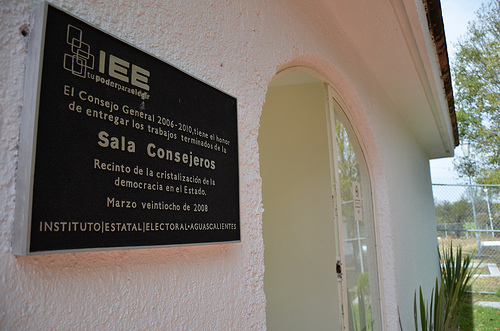 IEE
tupoderparaelegir
El Consejo General 2006-2010, tiene el honor
de entregar los trabajos terminados de la
Sala Consejeros
Recinto de la cristalización de la
democracia en el Estado.
Marzo veintiocho de 2008
INSTITUTO|ESTATAL|ELECTORAL•AGUASCALIENTES